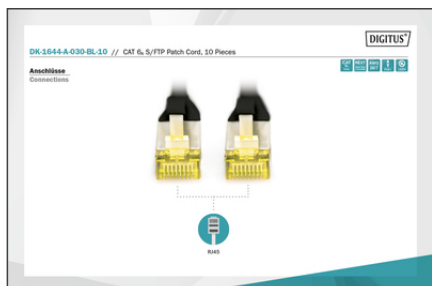 DIGITUS®
DK-1644-A-030-BL-10 // CAT 6A S/FTP Patch Cord, 10 Pieces
Anschlüsse
Connections
RJ45